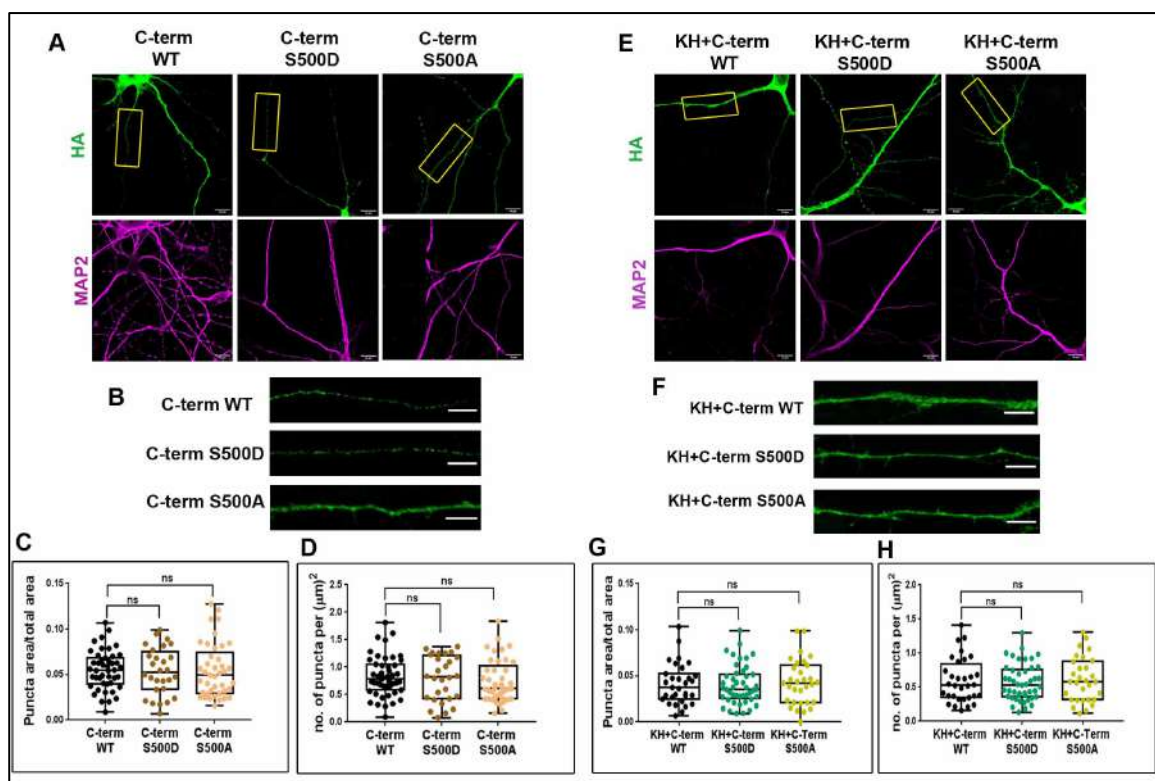 A
C-term
WT
C-term
S500D
C-term
S500A
HA
MAP2
B
C-term WT
C-term S500D
C-term S500A
C
Puncta area/total area
0.15
0.10
0.05
0.00
ns
ns
C-term
WT
C-term
S500D
C-term
S500A
D
no. of puncta per (µm)²
2.0
1.5
1.0
0.5
0.0
ns
ns
C-term
WT
C-term
S500D
C-term
S500A
E
KH+C-term
WT
KH+C-term
S500D
KH+C-term
S500A
HA
MAP2
F
KH+C-term WT
KH+C-term S500D
KH+C-term S500A
G
Puncta area/total area
0.15
0.10
0.05
0.00
ns
ns
KH+C-term
WT
KH+C-term
S500D
KH+C-Term
S500A
H
no. of puncta per (µm)²
2.0
1.5
1.0
0.5
0.0
ns
ns
KH+C-term
WT
KH+C-term
S500D
KH+C-Term
S500A